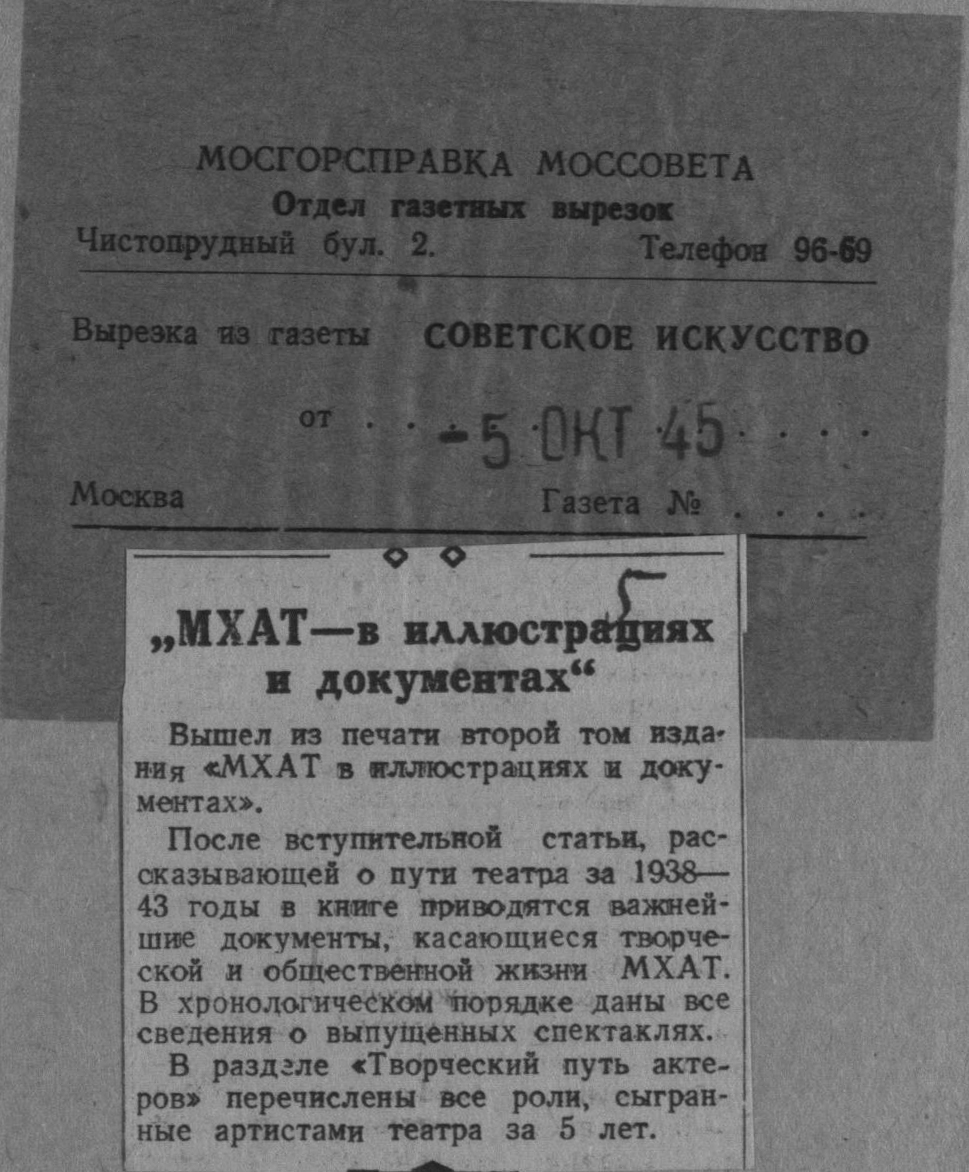 МОСГОРСПРАВКА МОССОВЕТА
Отдел газетных вырезок
Чистопрудный бул. 2. Телефон 96-69
Вырезка из газеты СОВЕТСКОЕ ИСКУССТВО
от . . . -5 ОКТ 45 . . . .
Москва Газета № . . . .
5
„МХАТ—в иллюстрациях
и документах“
Вышел из печати второй том изда-
ния «МХАТ в иллюстрациях и доку-
ментах».
После вступительной статьи, рас-
сказывающей о пути театра за 1938—
43 годы в книге приводятся важней-
шие документы, касающиеся творче-
ской и общественной жизни МХАТ.
В хронологическом порядке даны все
сведения о выпущенных спектаклях.
В разделе «Творческий путь акте-
ров» перечислены все роли, сыгран-
ные артистами театра за 5 лет.